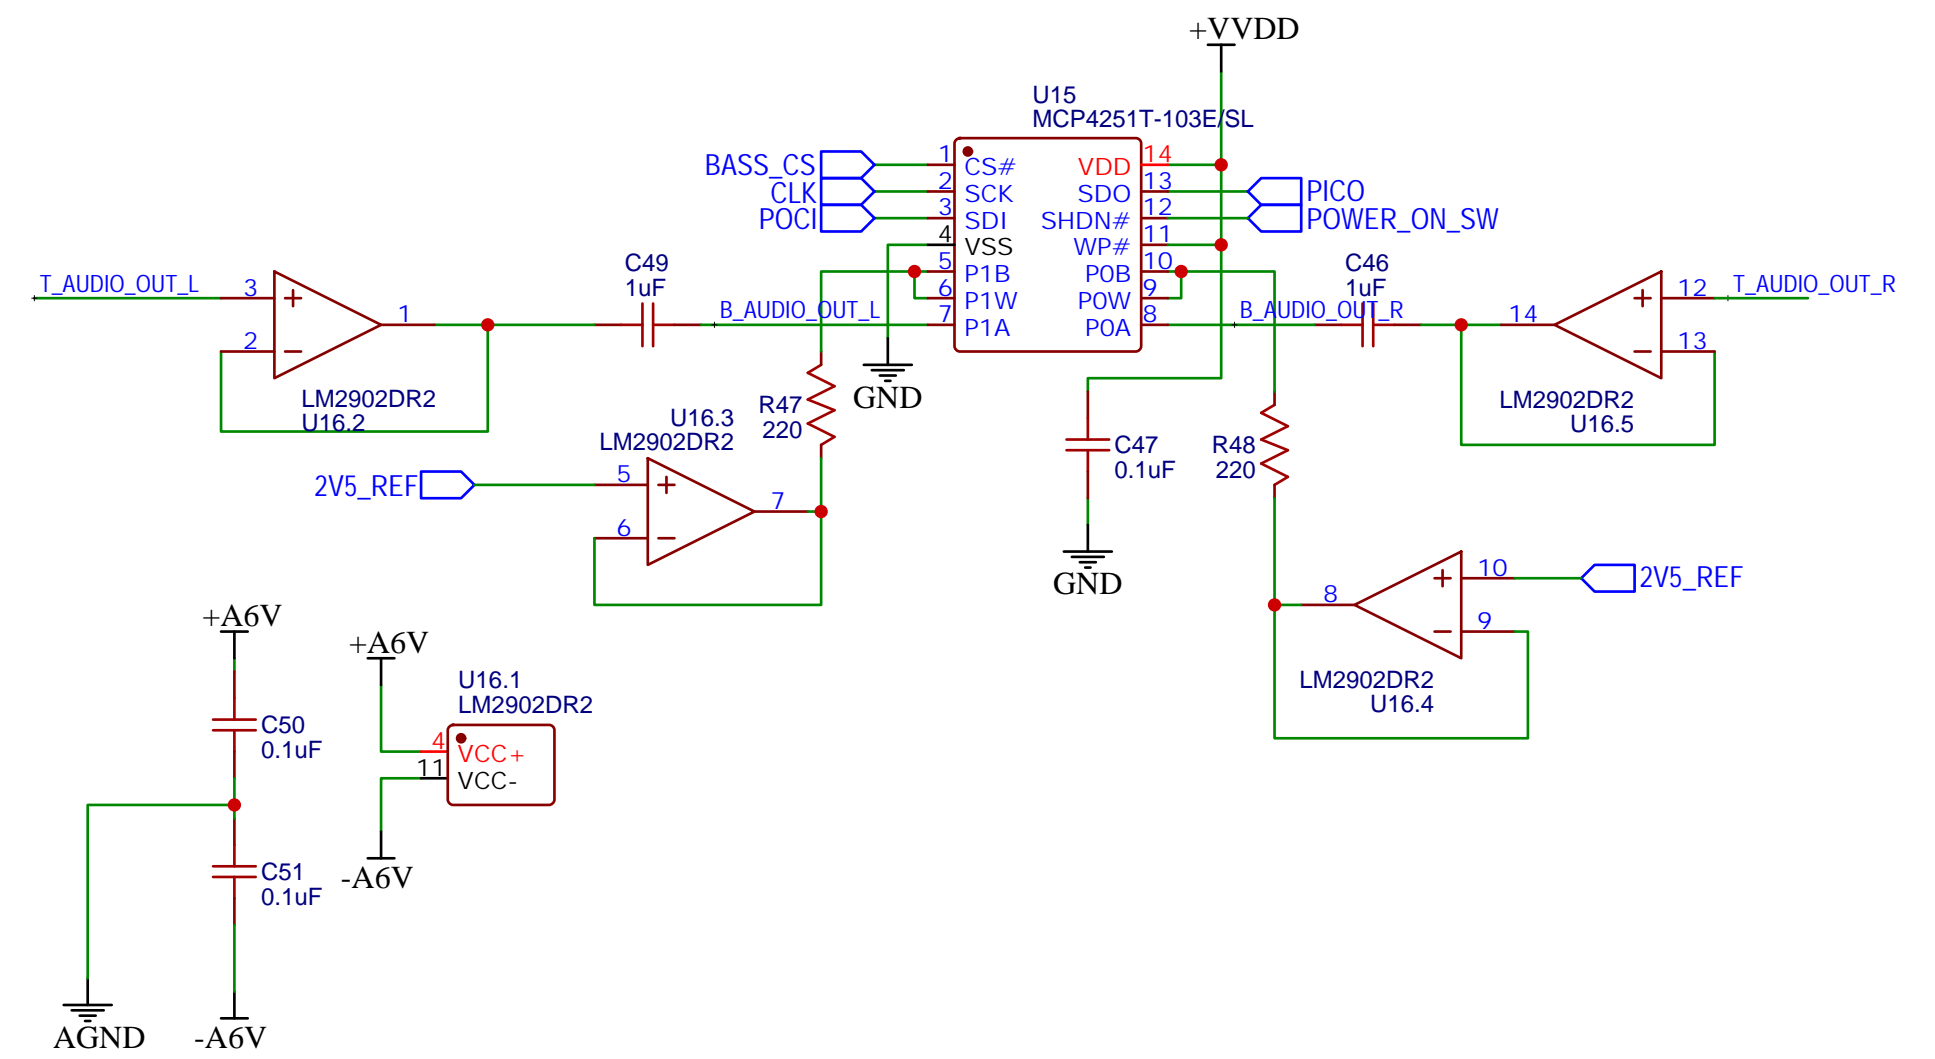 +VVDD
U15
MCP4251T-103E/SL
BASS_CS
CLK
POCI
1
2
3
4
5
6
7
CS#
SCK
SDI
VSS
P1B
P1W
P1A
VDD
SDO
SHDN#
WP#
P0B
P0W
P0A
14
13
12
11
10
9
8
PICO
POWER_ON_SW
T_AUDIO_OUT_L
3
2
+
−
1
LM2902DR2
U16.2
C49
1uF
B_AUDIO_OUT_L
GND
R47
220
U16.3
LM2902DR2
2V5_REF
5
6
+
−
7
B_AUDIO_OUT_R
C46
1uF
14
+
−
12
13
T_AUDIO_OUT_R
LM2902DR2
U16.5
C47
0.1uF
GND
R48
220
8
+
−
10
9
2V5_REF
LM2902DR2
U16.4
+A6V
C50
0.1uF
C51
0.1uF
AGND
-A6V
+A6V
U16.1
LM2902DR2
4
VCC+
11
VCC-
-A6V